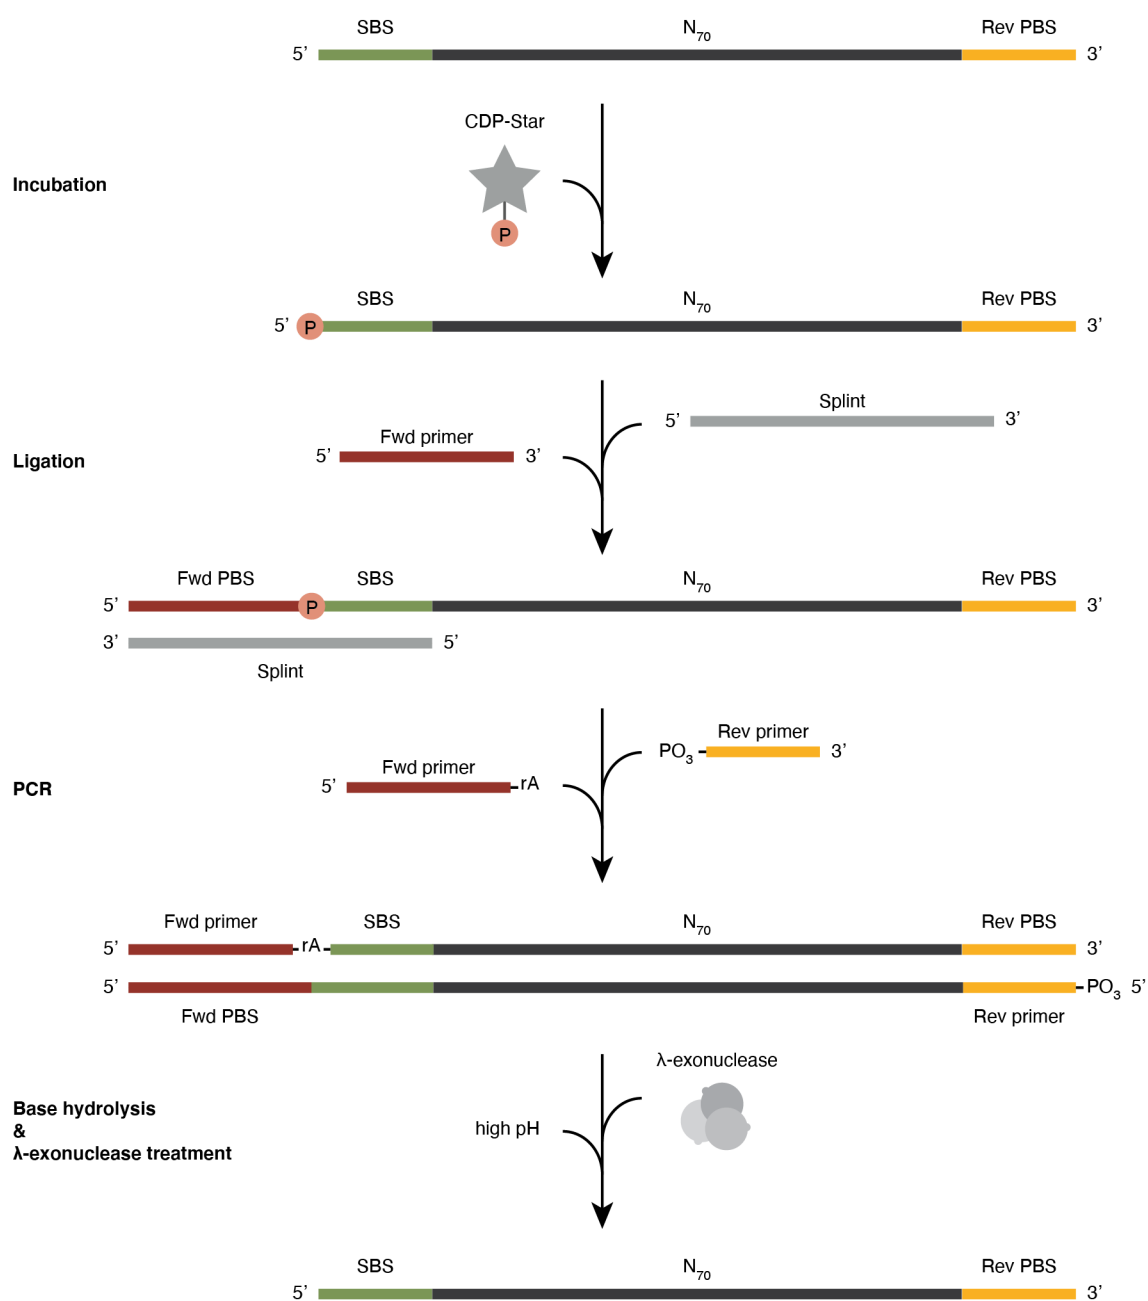 SBS N70 Rev PBS
5’ 3’
CDP-Star
Incubation
P
SBS N70 Rev PBS
5’ P 3’
Splint
5’ 3’
Fwd primer
5’ 3’
Ligation
Fwd PBS SBS N70 Rev PBS
5’ P 3’
3’ 5’
Splint
Rev primer
PO3 3’
Fwd primer
5’ rA
PCR
Fwd primer SBS N70 Rev PBS
5’ rA 3’
5’ PO3 5’
Fwd PBS Rev primer
λ-exonuclease
Base hydrolysis
&
λ-exonuclease treatment
high pH
SBS N70 Rev PBS
5’ 3’